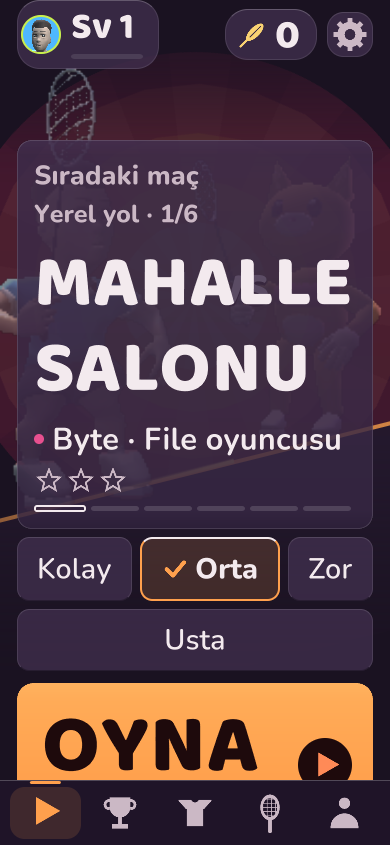 Sv 1
0
Sıradaki maç
Yerel yol · 1/6
MAHALLE
SALONU
Byte · File oyuncusu
Kolay
Orta
Zor
Usta
OYNA